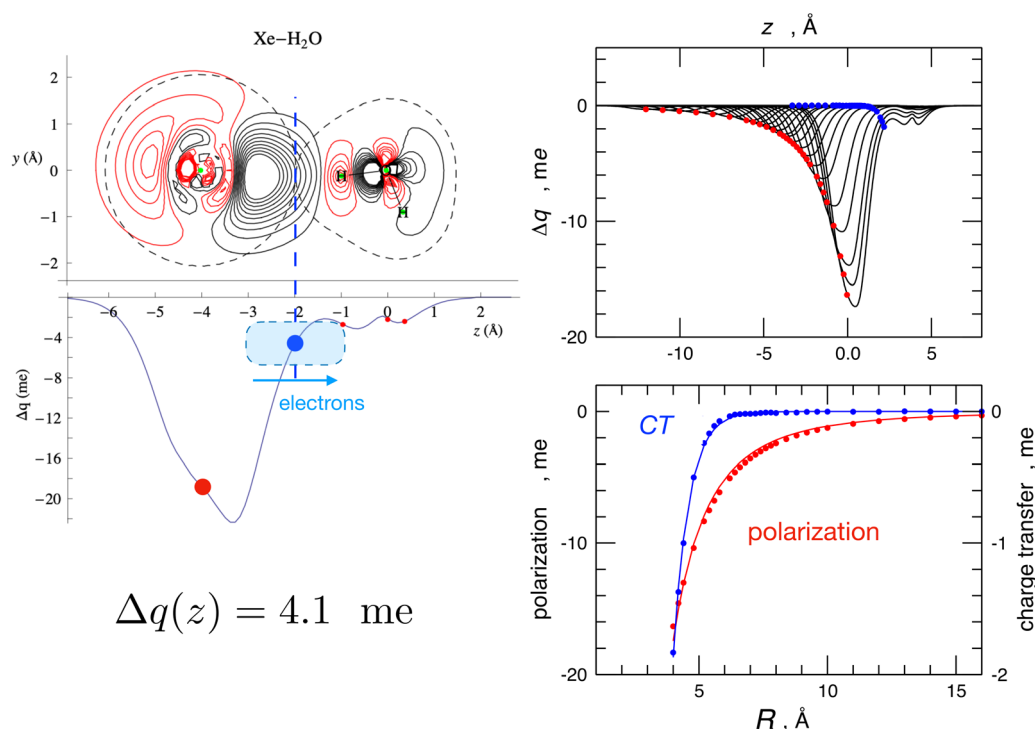 Xe–H₂O
y (Å)
2
1
0
−1
−2
H
H
−6 −5 −4 −3 −2 −1 0 1 2
z (Å)
Δq (me)
−4
−8
−12
−16
−20
electrons
Δq(z) = 4.1 me
z , Å
Δq , me
0
-10
-20
-10 -5 0.0 5
polarization , me
0
-10
-20
CT
polarization
0
-1
-2
charge transfer, me
5 10 15
R , Å